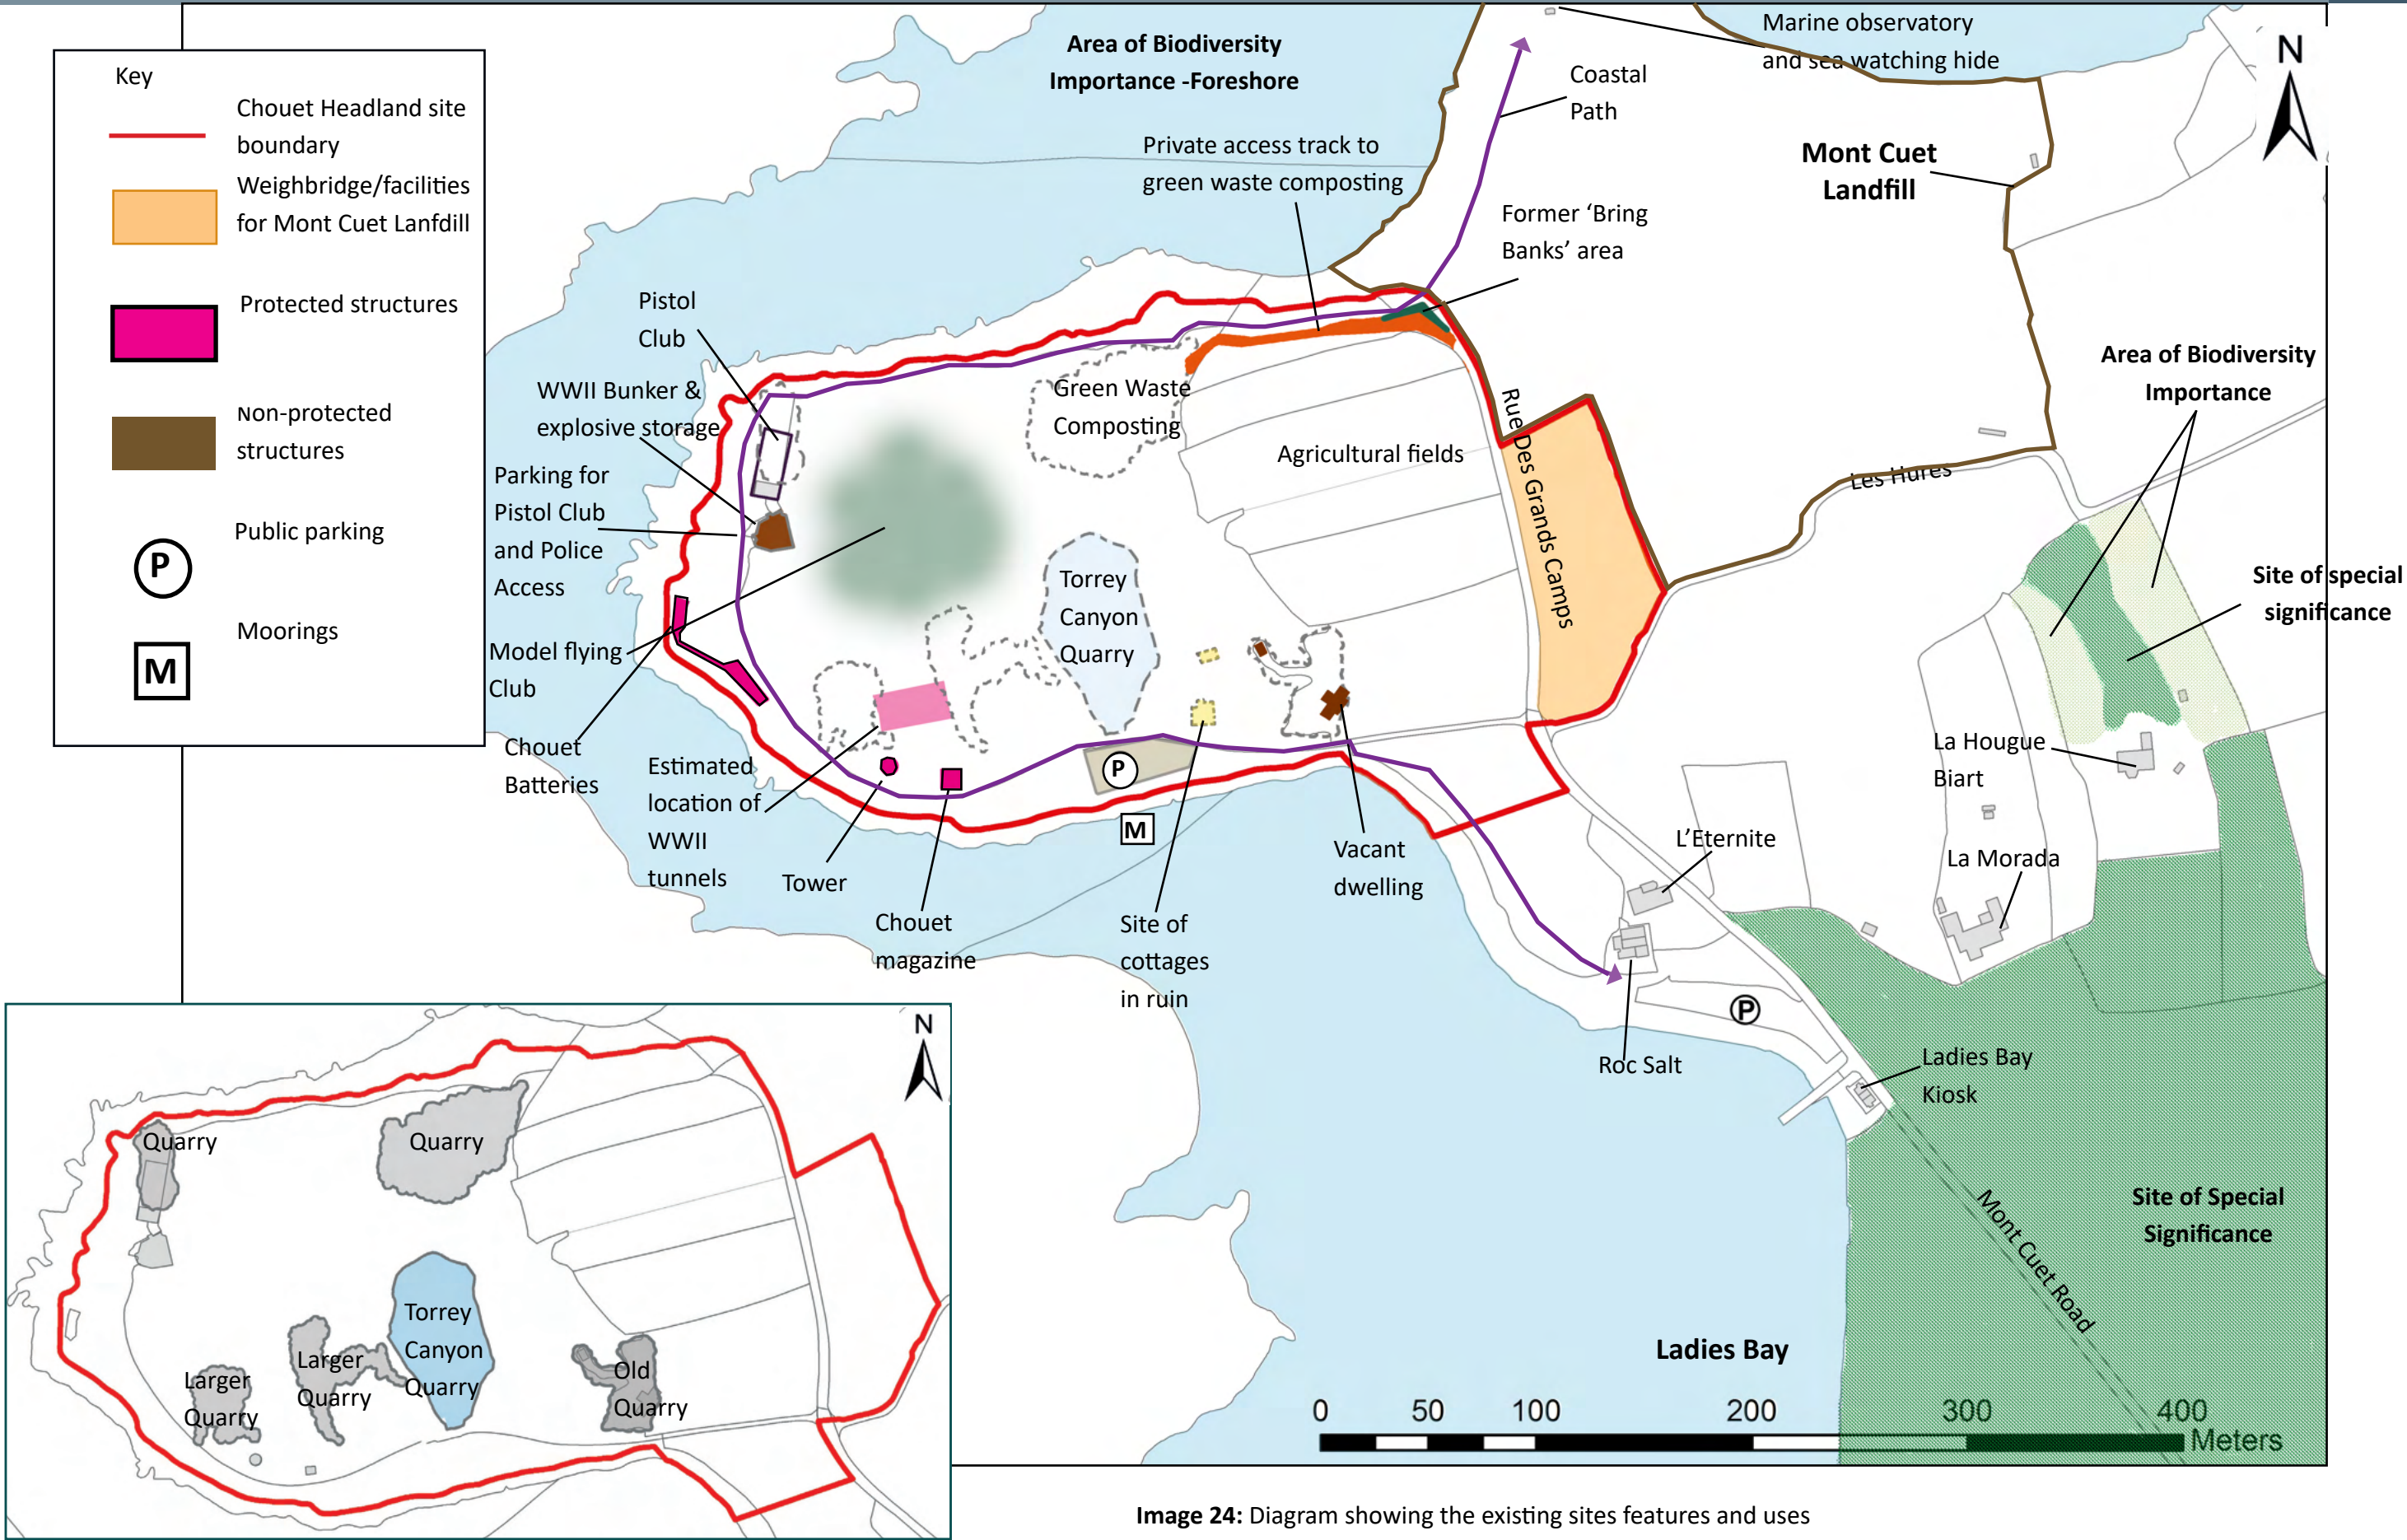 Key
Chouet Headland site
boundary
Weighbridge/facilities
for Mont Cuet Lanfdill
Protected structures
Non-protected
structures
P
Public parking
M
Moorings
Area of Biodiversity
Importance -Foreshore
Marine observatory
and sea watching hide
N
Coastal
Path
Private access track to
green waste composting
Mont Cuet
Landfill
Former ‘Bring
Banks’ area
Pistol
Club
WWII Bunker &
explosive storage
Parking for
Pistol Club
and Police
Access
Model flying
Club
Chouet
Batteries
Green Waste
Composting
Agricultural fields
Rue Des Grands Camps
Les Hures
Area of Biodiversity
Importance
Site of special
significance
Torrey
Canyon
Quarry
Estimated
location of
WWII
tunnels
Tower
Chouet
magazine
P
M
Site of
cottages
in ruin
Vacant
dwelling
La Hougue
Biart
L’Eternite
La Morada
Roc Salt
P
Ladies Bay
Kiosk
Mont Cuet Road
Site of Special
Significance
Ladies Bay
0 50 100 200 300 400
Meters
N
Quarry
Quarry
Torrey
Canyon
Quarry
Larger
Quarry
Larger
Quarry
Old
Quarry
Image 24: Diagram showing the existing sites features and uses